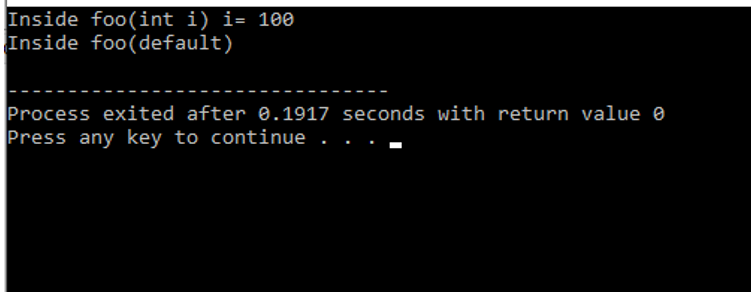 Inside foo(int i) i= 100
Inside foo(default)
--------------------------------
Process exited after 0.1917 seconds with return value 0
Press any key to continue . . .